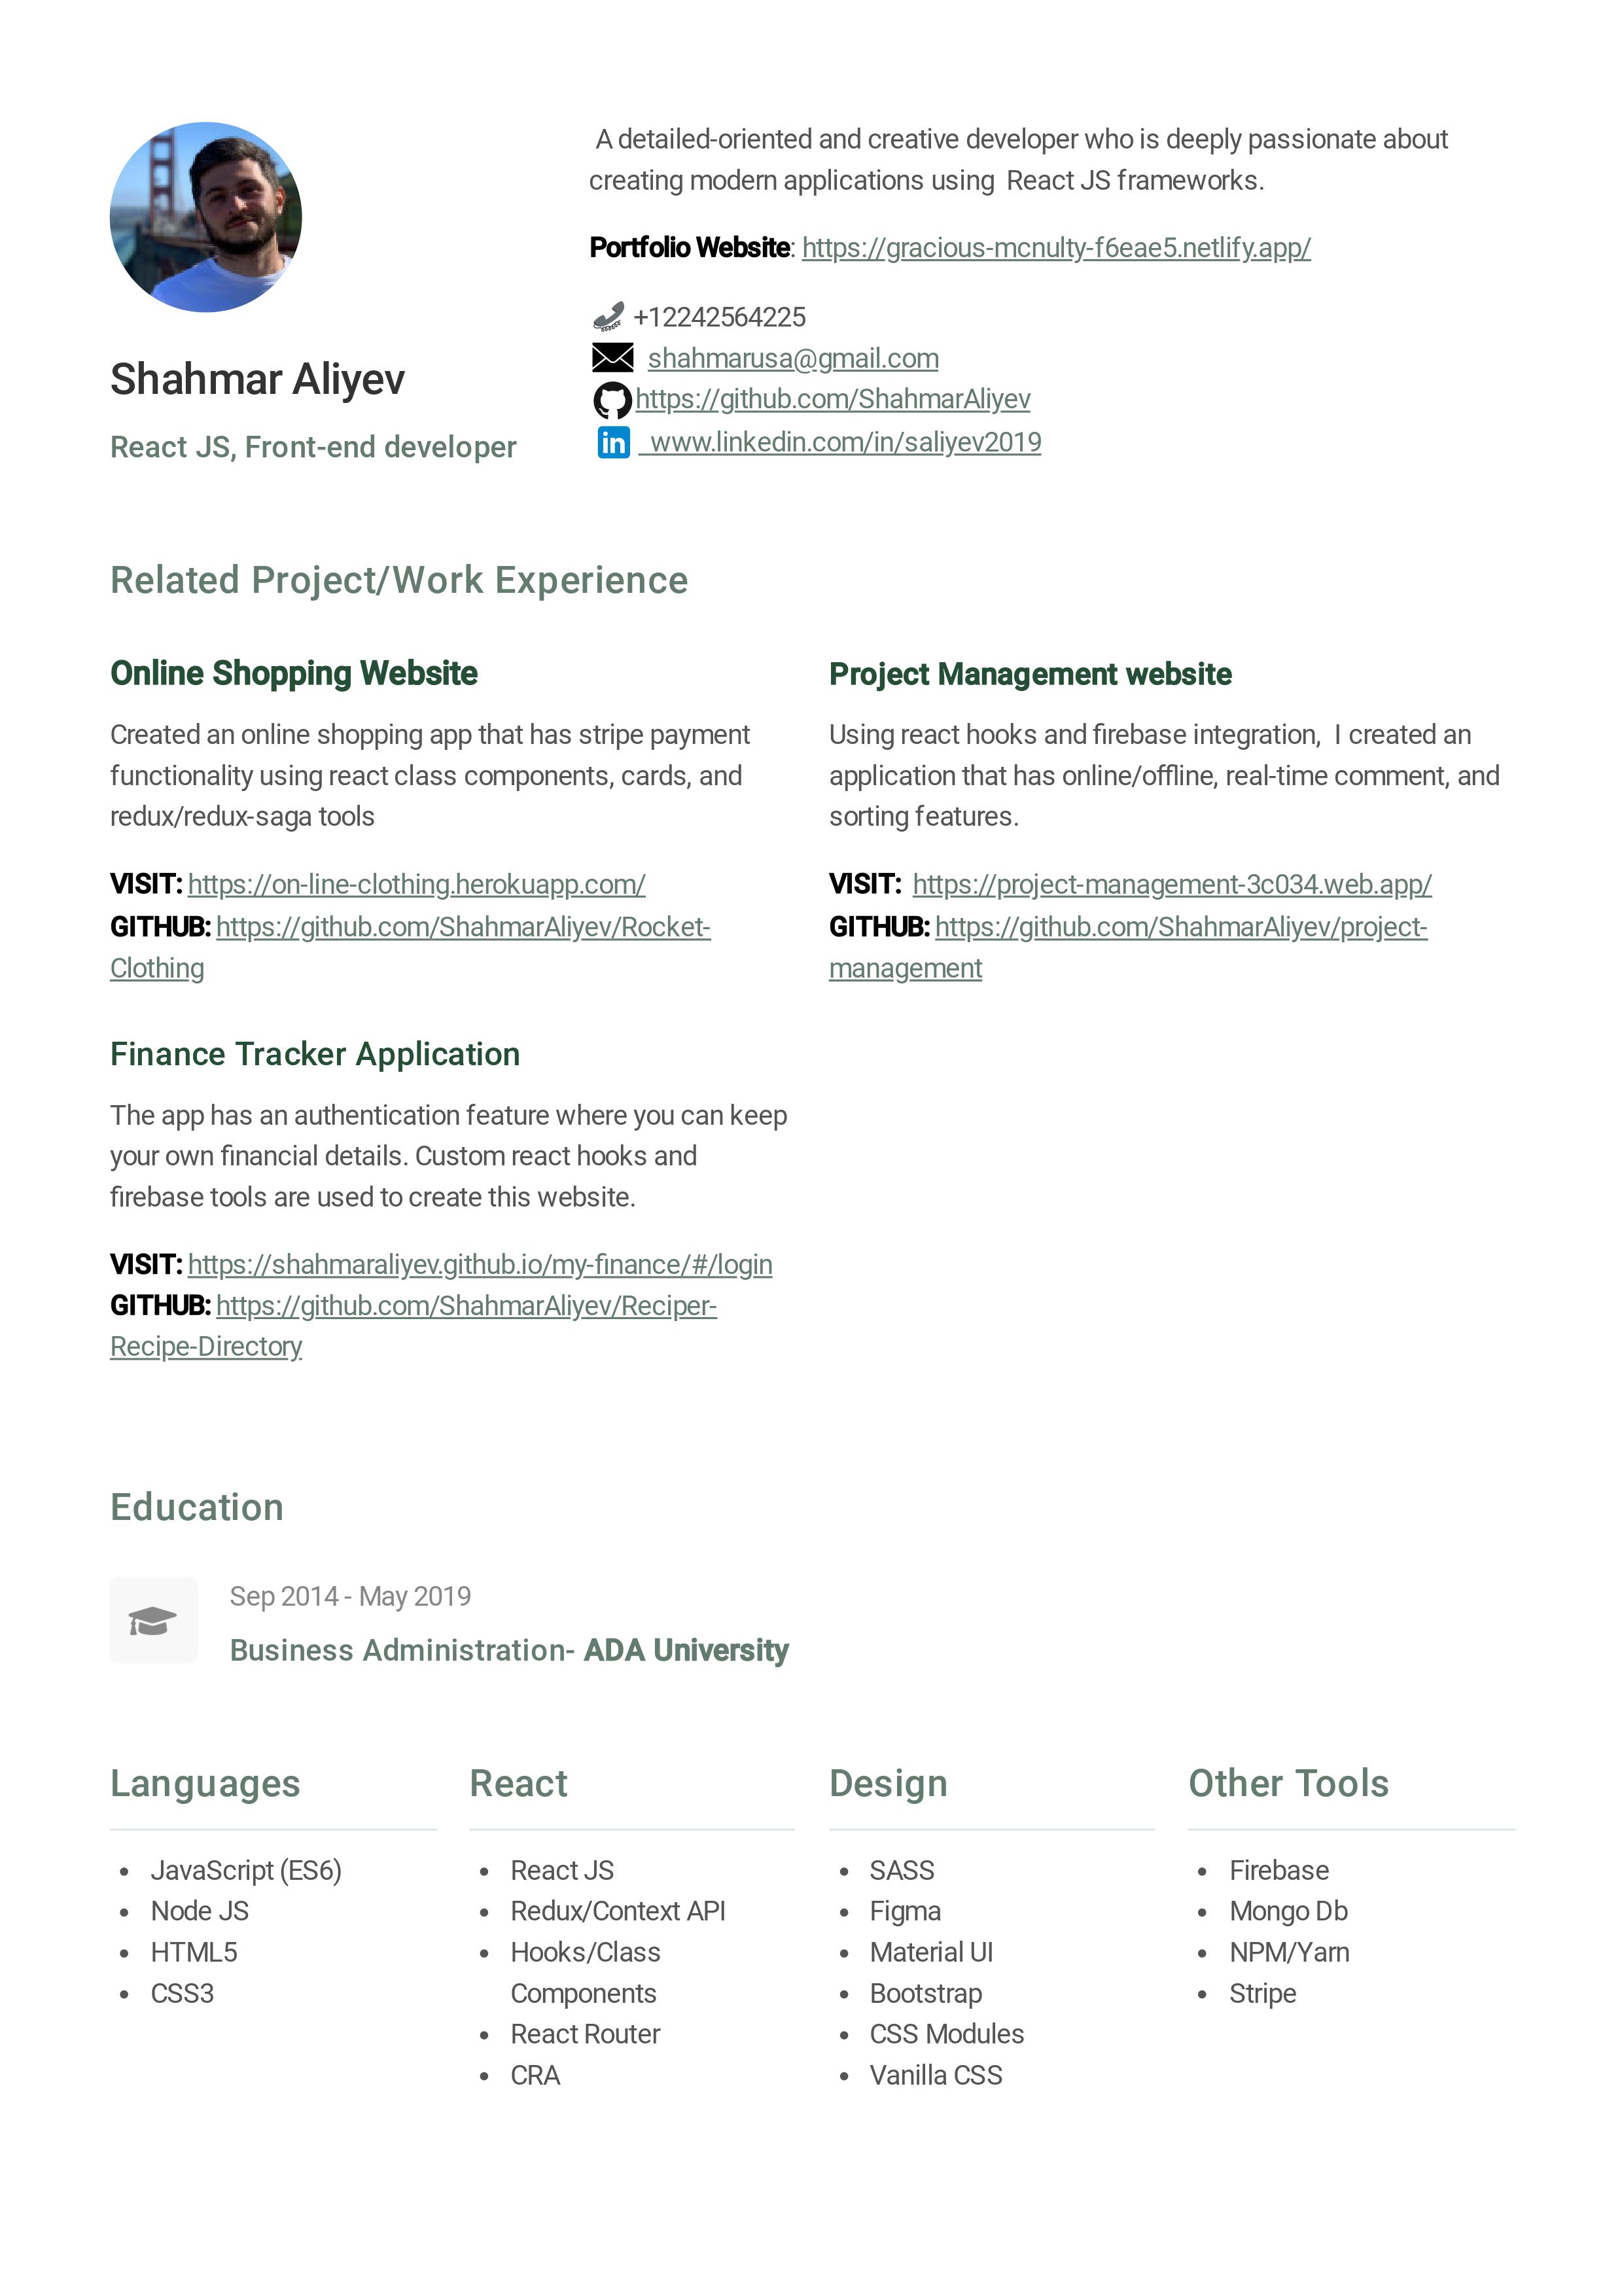 A detailed-oriented and creative developer who is deeply passionate about
creating modern applications using  React JS frameworks.
Portfolio Website: https://gracious-mcnulty-f6eae5.netlify.app/
+12242564225
shahmarusa@gmail.com
https://github.com/ShahmarAliyev
in www.linkedin.com/in/saliyev2019
Shahmar Aliyev
React JS, Front-end developer
Related Project/Work Experience
Online Shopping Website
Created an online shopping app that has stripe payment
functionality using react class components, cards, and
redux/redux-saga tools
VISIT: https://on-line-clothing.herokuapp.com/
GITHUB: https://github.com/ShahmarAliyev/Rocket-
Clothing
Project Management website
Using react hooks and firebase integration,  I created an
application that has online/offline, real-time comment, and
sorting features.
VISIT:  https://project-management-3c034.web.app/
GITHUB: https://github.com/ShahmarAliyev/project-
management
Finance Tracker Application
The app has an authentication feature where you can keep
your own financial details. Custom react hooks and
firebase tools are used to create this website.
VISIT: https://shahmaraliyev.github.io/my-finance/#/login
GITHUB: https://github.com/ShahmarAliyev/Reciper-
Recipe-Directory
Education
Sep 2014 - May 2019
Business Administration- ADA University
Languages
• JavaScript (ES6)
• Node JS
• HTML5
• CSS3
React
• React JS
• Redux/Context API
• Hooks/Class
Components
• React Router
• CRA
Design
• SASS
• Figma
• Material UI
• Bootstrap
• CSS Modules
• Vanilla CSS
Other Tools
• Firebase
• Mongo Db
• NPM/Yarn
• Stripe